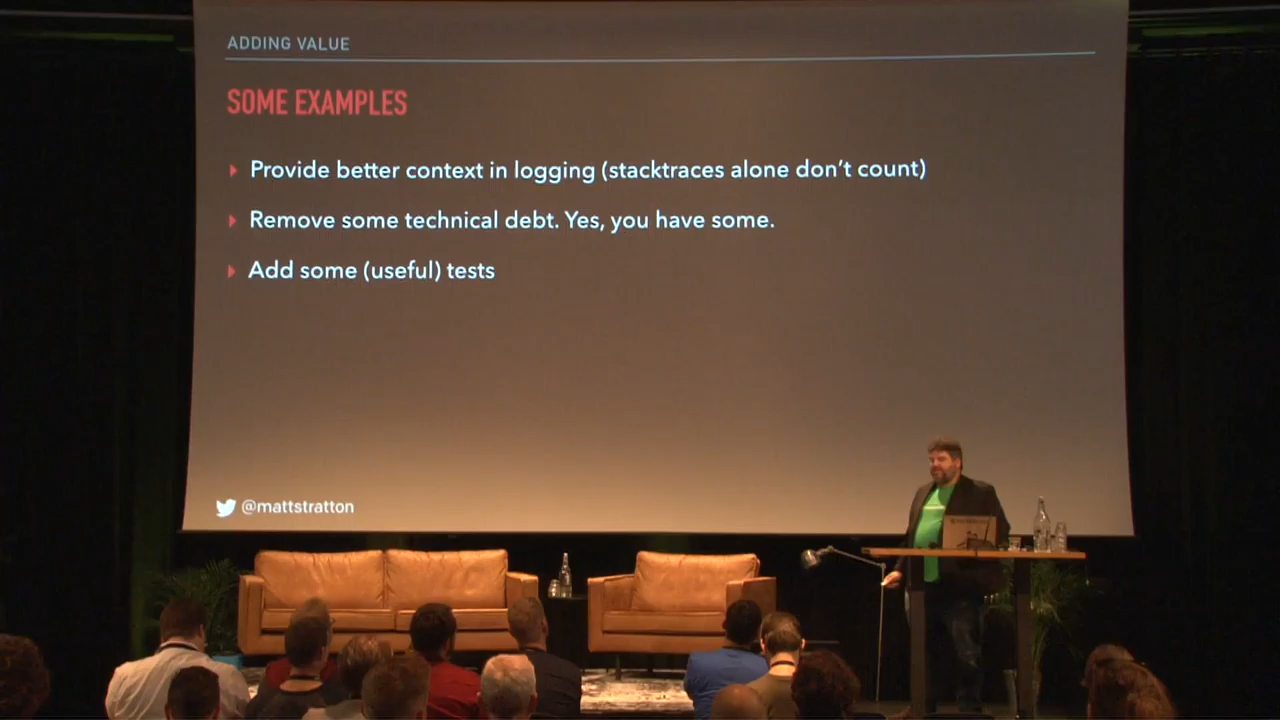 ADDING VALUE
SOME EXAMPLES
Provide better context in logging (stacktraces alone don't count)
Remove some technical debt. Yes, you have some.
Add some (useful) tests
@mattstratton